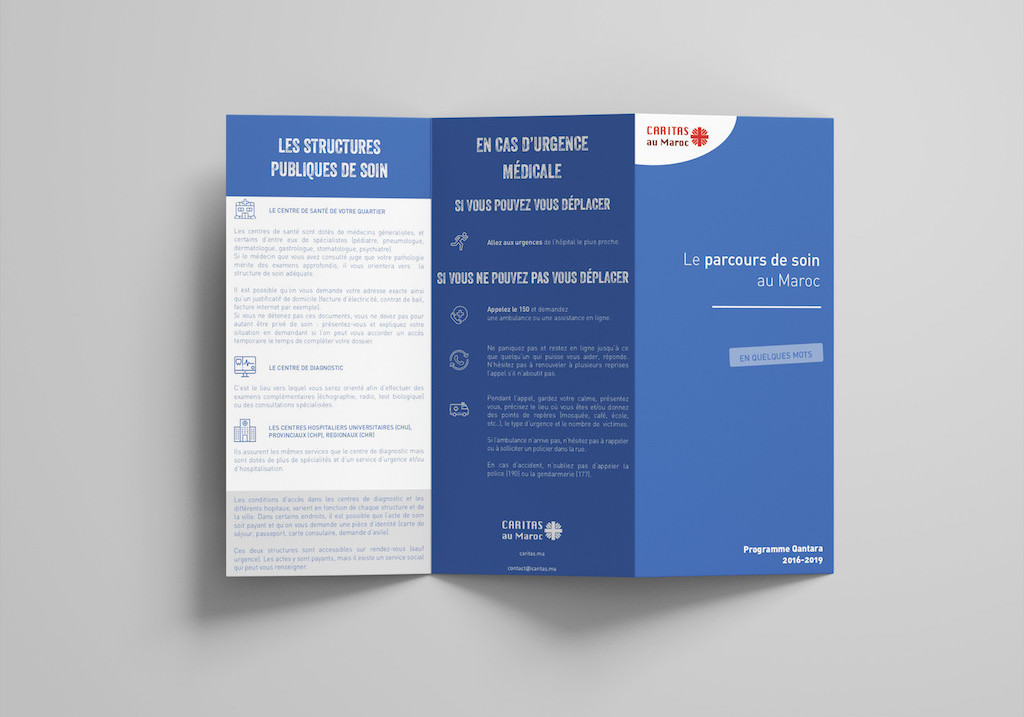 LES STRUCTURES
PUBLIQUES DE SOIN
LE CENTRE DE SANTÉ DE VOTRE QUARTIER
Les centres de santé sont dotés de médecins généralistes, et
certains d'entre eux de spécialistes (pédiatre, pneumologue,
dermatologue, gastrologue, stomatologue, psychiatre).
Si le médecin que vous avez consulté juge que votre pathologie
mérite des examens approfondis, il vous orientera vers la
structure de soin adéquate.
Il est possible qu'on vous demande votre adresse exacte ainsi
qu'un justificatif de domicile (facture d'électricité, contrat de bail,
facture internet par exemple).
Si vous ne détenez pas ces documents, vous ne devez pas pour
autant être privé de soin : présentez-vous et expliquez votre
situation en demandant si l'on peut vous accorder un accès
temporaire le temps de compléter votre dossier.
LE CENTRE DE DIAGNOSTIC
C'est le lieu vers lequel vous serez orienté afin d'effectuer des
examens complémentaires (échographie, radio, test biologique)
ou des consultations spécialisées.
LES CENTRES HOSPITALIERS UNIVERSITAIRES (CHU),
PROVINCIAUX (CHP), REGIONAUX (CHR)
Ils assurent les mêmes services que le centre de diagnostic mais
sont dotés de plus de spécialités et d'un service d'urgence et/ou
d'hospitalisation.
Les conditions d'accès dans les centres de diagnostic et les
différents hopitaux, varient en fonction de chaque structure et de
la ville. Dans certains endroits, il est possible que l'acte de soin
soit payant et qu'on vous demande une pièce d'identité (carte de
séjour, passeport, carte consulaire, demande d'asile).
Ces deux structures sont accessibles sur rendez-vous (sauf
urgence). Les actes y sont payants, mais il existe un service social
qui peut vous renseigner.
EN CAS D'URGENCE
MÉDICALE
SI VOUS POUVEZ VOUS DÉPLACER
Allez aux urgences de l'hôpital le plus proche.
SI VOUS NE POUVEZ PAS VOUS DÉPLACER
Appelez le 150 et demandez
une ambulance ou une assistance en ligne.
Ne paniquez pas et restez en ligne jusqu'à ce
que quelqu'un qui puisse vous aider, réponde.
N'hésitez pas à renouveler à plusieurs reprises
l'appel s'il n'aboutit pas.
Pendant l'appel, gardez votre calme, présentez
vous, précisez le lieu où vous êtes et/ou donnez
des points de repères (mosquée, café, école,
etc..), le type d'urgence et le nombre de victimes.
Si l'ambulance n'arrive pas, n'hésitez pas à rappeler
ou à solliciter un policier dans la rue.
En cas d'accident, n'oubliez pas d'appeler la
police (190) ou la gendarmerie (177).
CARITAS
au Maroc
caritas.ma
contact@caritas.ma
CARITAS
au Maroc
Le parcours de soin
au Maroc
EN QUELQUES MOTS
Programme Qantara
2016-2019